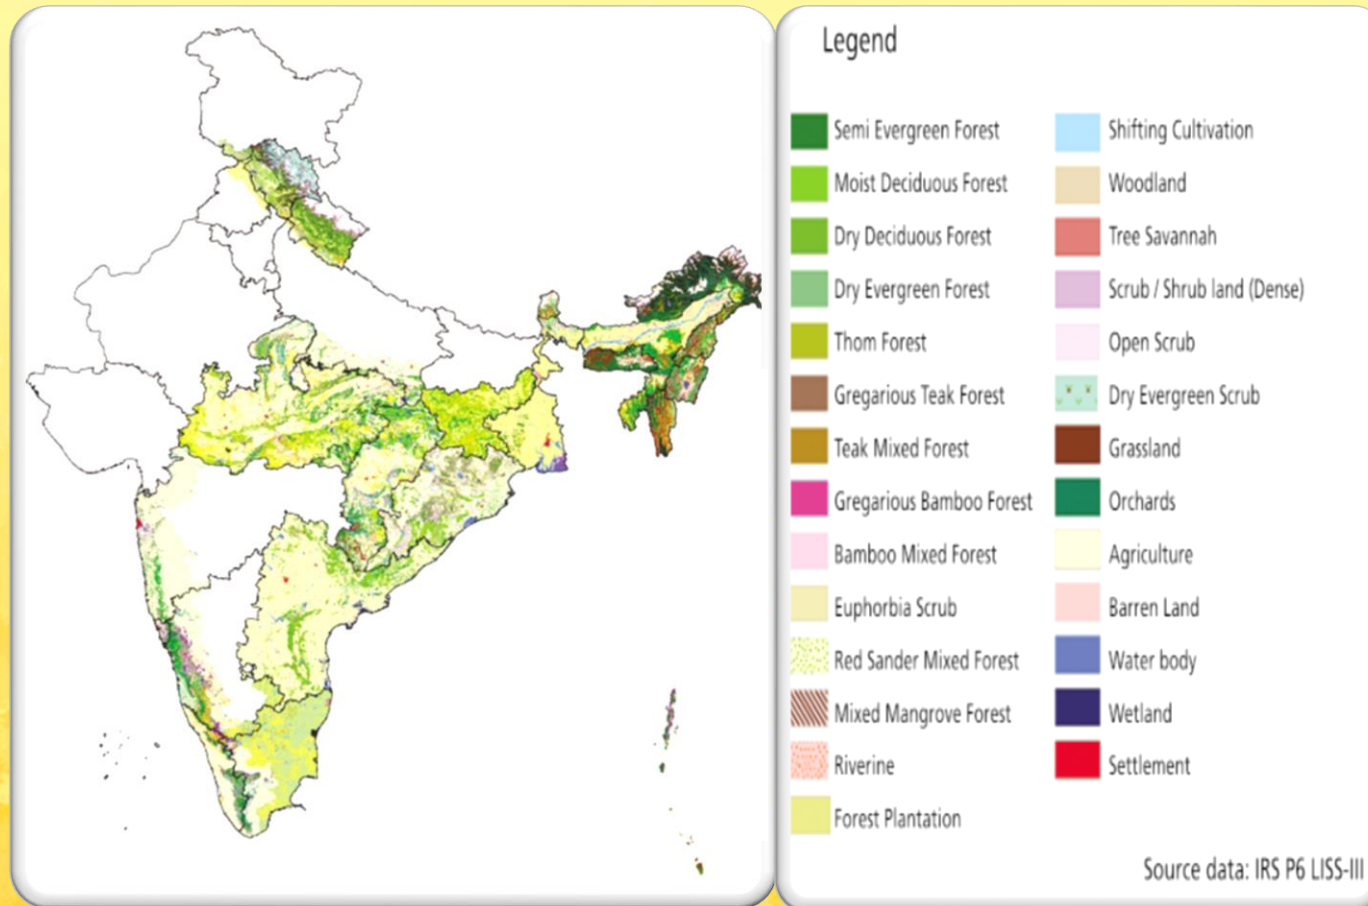 Legend
Semi Evergreen Forest
Moist Deciduous Forest
Dry Deciduous Forest
Dry Evergreen Forest
Thom Forest
Gregarious Teak Forest
Teak Mixed Forest
Gregarious Bamboo Forest
Bamboo Mixed Forest
Euphorbia Scrub
Red Sander Mixed Forest
Mixed Mangrove Forest
Riverine
Forest Plantation
Shifting Cultivation
Woodland
Tree Savannah
Scrub / Shrub land (Dense)
Open Scrub
Dry Evergreen Scrub
Grassland
Orchards
Agriculture
Barren Land
Water body
Wetland
Settlement
Source data: IRS P6 LISS-III